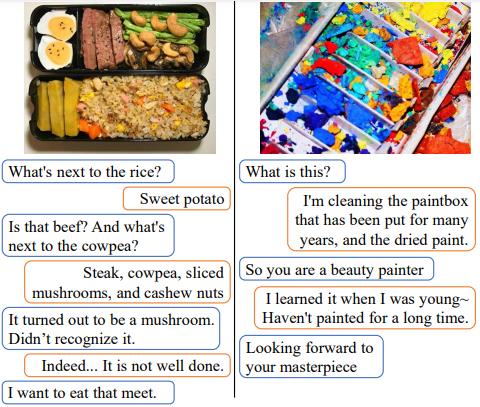 What's next to the rice?
Sweet potato
Is that beef? And what's
next to the cowpea?
Steak, cowpea, sliced
mushrooms, and cashew nuts
It turned out to be a mushroom.
Didn't recognize it.
Indeed... It is not well done.
I want to eat that meet.
What is this?
I'm cleaning the paintbox
that has been put for many
years, and the dried paint.
So you are a beauty painter
I learned it when I was young~
Haven't painted for a long time.
Looking forward to
your masterpiece